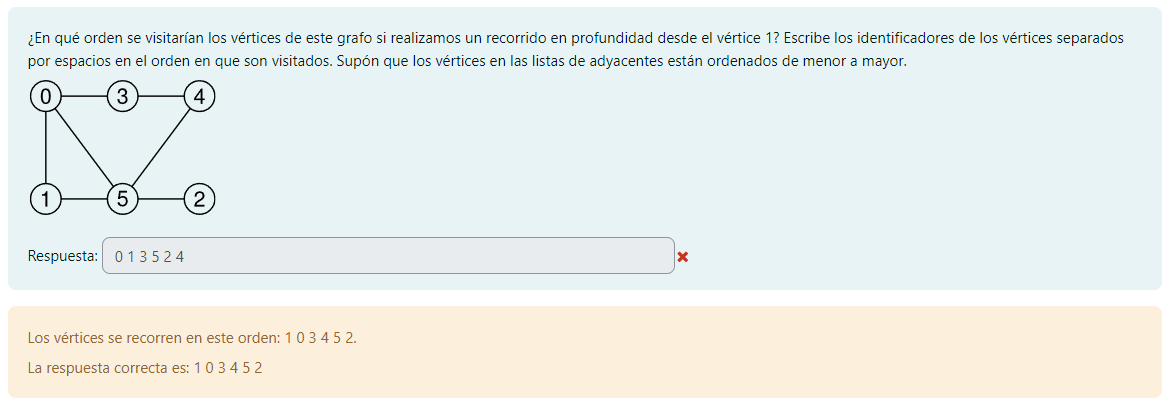 ¿En qué orden se visitarían los vértices de este grafo si realizamos un recorrido en profundidad desde el vértice 1? Escribe los identificadores de los vértices separados
por espacios en el orden en que son visitados. Supón que los vértices en las listas de adyacentes están ordenados de menor a mayor.
0 3 4
1 5 2
Respuesta: 0 1 3 5 2 4
Los vértices se recorren en este orden: 1 0 3 4 5 2.
La respuesta correcta es: 1 0 3 4 5 2